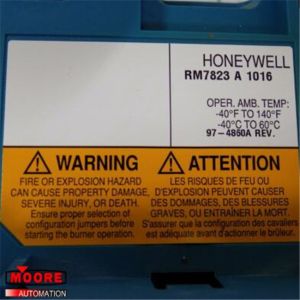 HONEYWELL
RM7823 A 1016
OPER. AMB. TEMP:
-40°F TO 140°F
-40°C TO 60°C
97-4860A REV.
WARNING
FIRE OR EXPLOSION HAZARD
CAN CAUSE PROPERTY DAMAGE,
SEVERE INJURY, OR DEATH.
Ensure proper selection of
configuration jumpers before
starting the burner operation.
ATTENTION
LES RISQUES DE FEU OU
D'EXPLOSION PEUVENT CAUSER
DES DOMMAGES, DES BLESSURES
GRAVES, OU ENTRAÎNER LA MORT.
S'assurer que la configuration des cavaliers
est adéquate avant d'actionner le brûleur.
MOORE
AUTOMATION